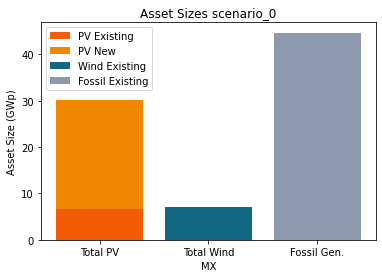 Asset Sizes scenario_0
PV Existing
PV New
Wind Existing
Fossil Existing
Asset Size (GWp)
40
30
20
10
0
Total PV
Total Wind
Fossil Gen.
MX